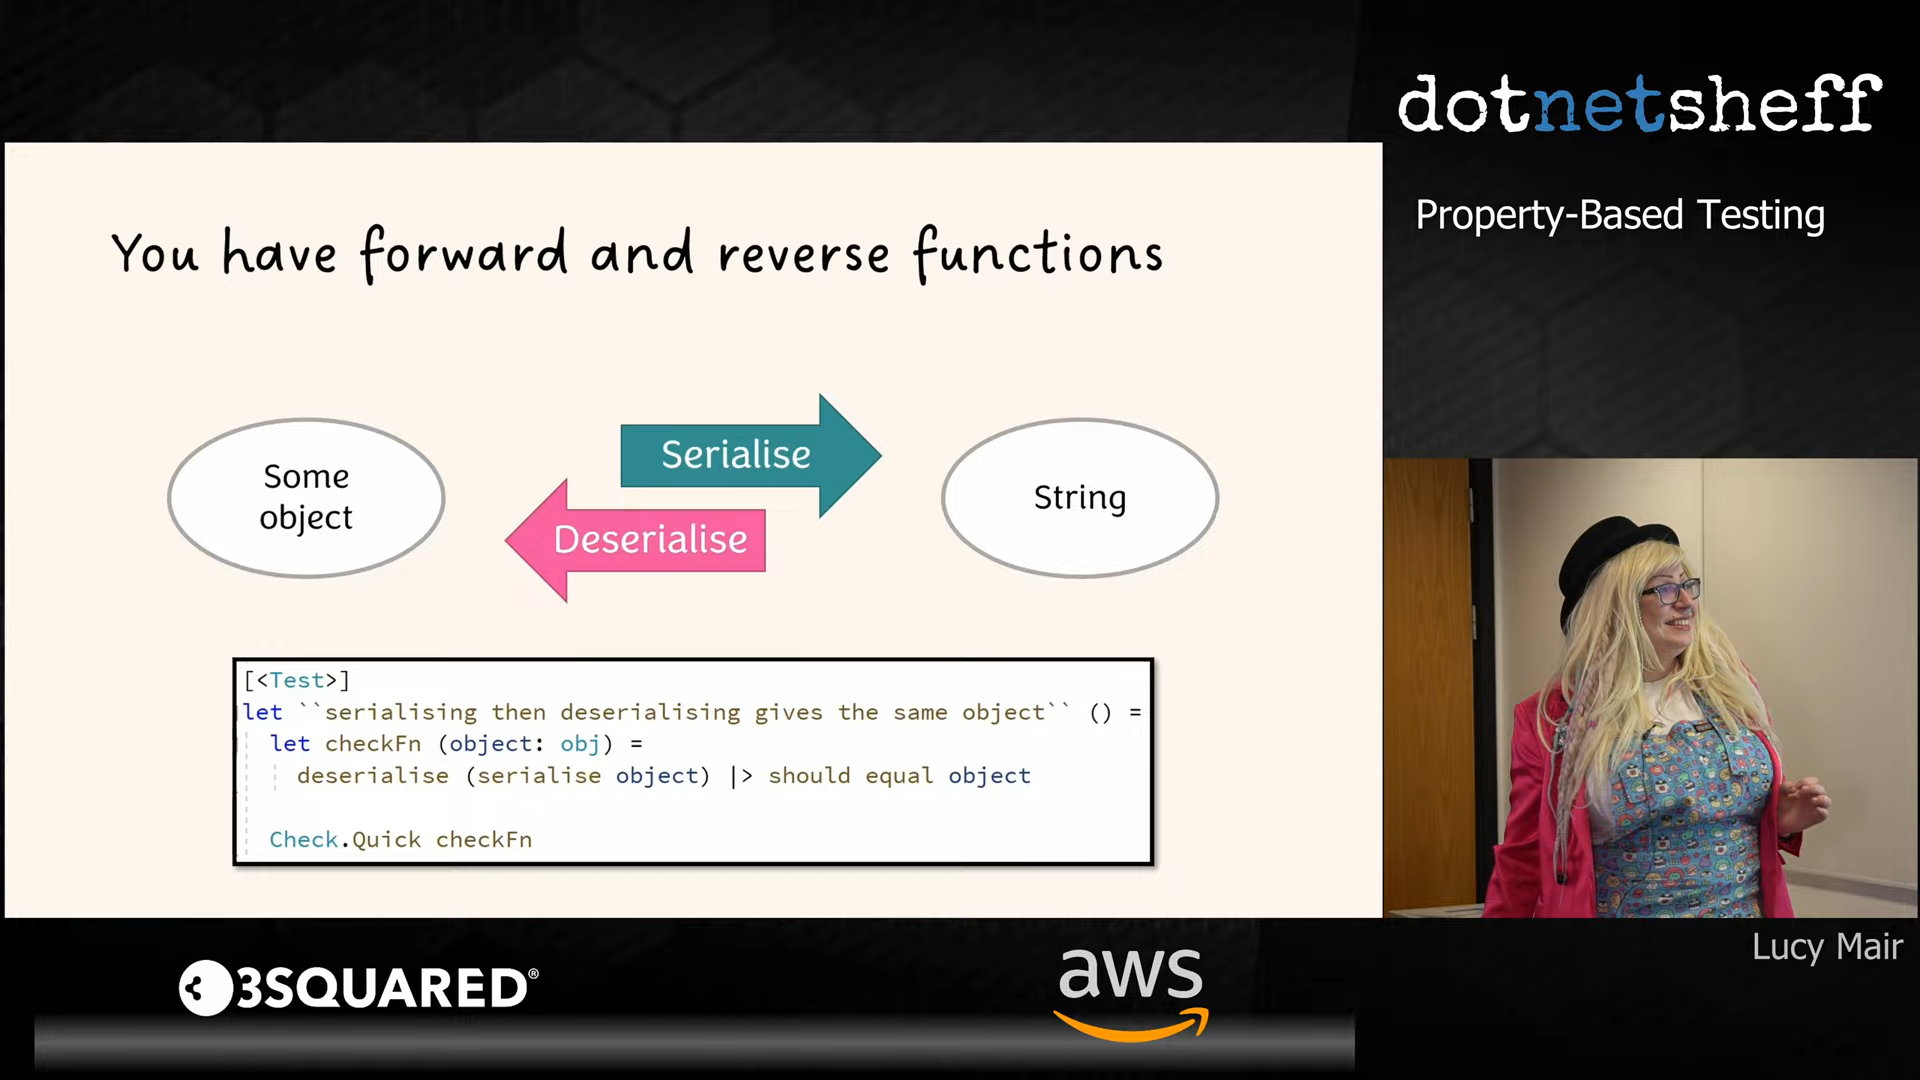 dotnetsheff
Property-Based Testing
You have forward and reverse functions
Some
object
Serialise
Deserialise
String
[<Test>]
let ``serialising then deserialising gives the same object`` () =
let checkFn (object: obj) =
deserialise (serialise object) |> should equal object
Check.Quick checkFn
Lucy Mair
3SQUARED®
aws